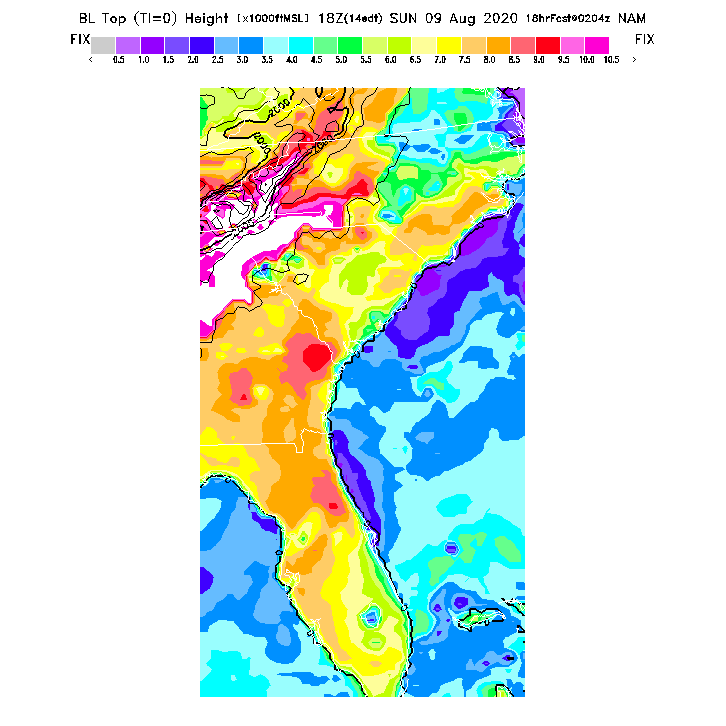 BL Top (TI=0) Height [x1000ftMSL] 18Z(14edt) SUN 09 Aug 2020 18hrFcst@0204z NAM
FIX FIX
< 0.5 1.0 1.5 2.0 2.5 3.0 3.5 4.0 4.5 5.0 5.5 6.0 6.5 7.0 7.5 8.0 8.5 9.0 9.5 10.0 10.5 >
2000
2000